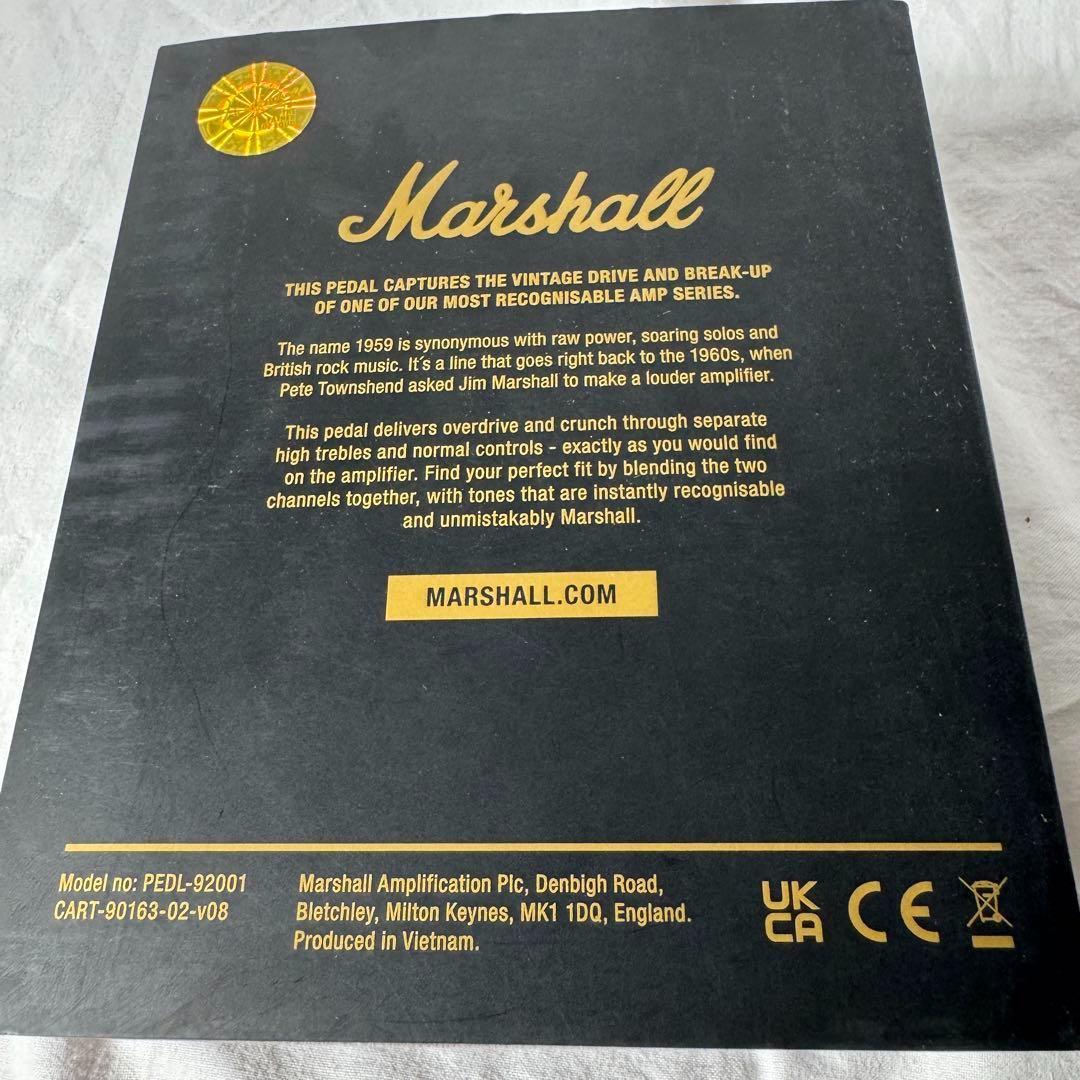 Marshall
THIS PEDAL CAPTURES THE VINTAGE DRIVE AND BREAK-UP
OF ONE OF OUR MOST RECOGNISABLE AMP SERIES.
The name 1959 is synonymous with raw power, soaring solos and
British rock music. It´s a line that goes right back to the 1960s, when
Pete Townshend asked Jim Marshall to make a louder amplifier.
This pedal delivers overdrive and crunch through separate
high trebles and normal controls - exactly as you would find
on the amplifier. Find your perfect fit by blending the two
channels together, with tones that are instantly recognisable
and unmistakably Marshall.
MARSHALL.COM
Model no: PEDL-92001
CART-90163-02-v08
Marshall Amplification Plc, Denbigh Road,
Bletchley, Milton Keynes, MK1 1DQ, England.
Produced in Vietnam.
UK
CA
CE